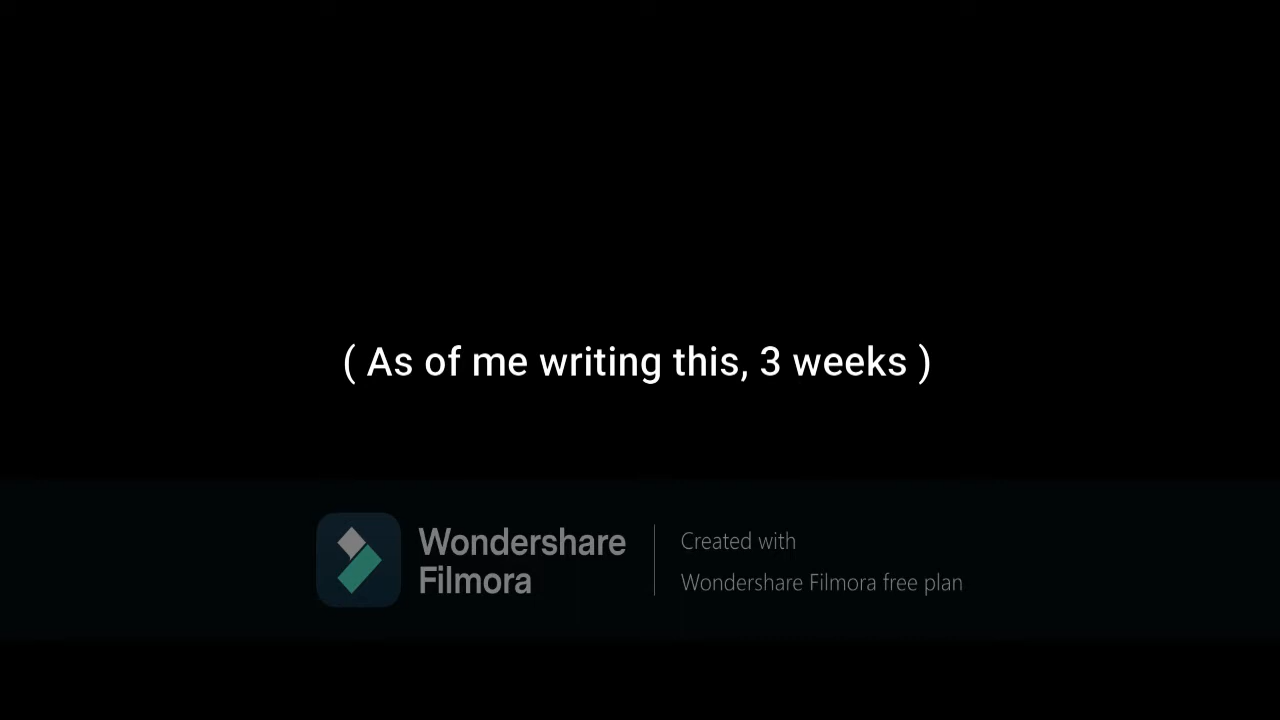 ( As of me writing this, 3 weeks )
Wondershare
Filmora
Created with
Wondershare Filmora free plan